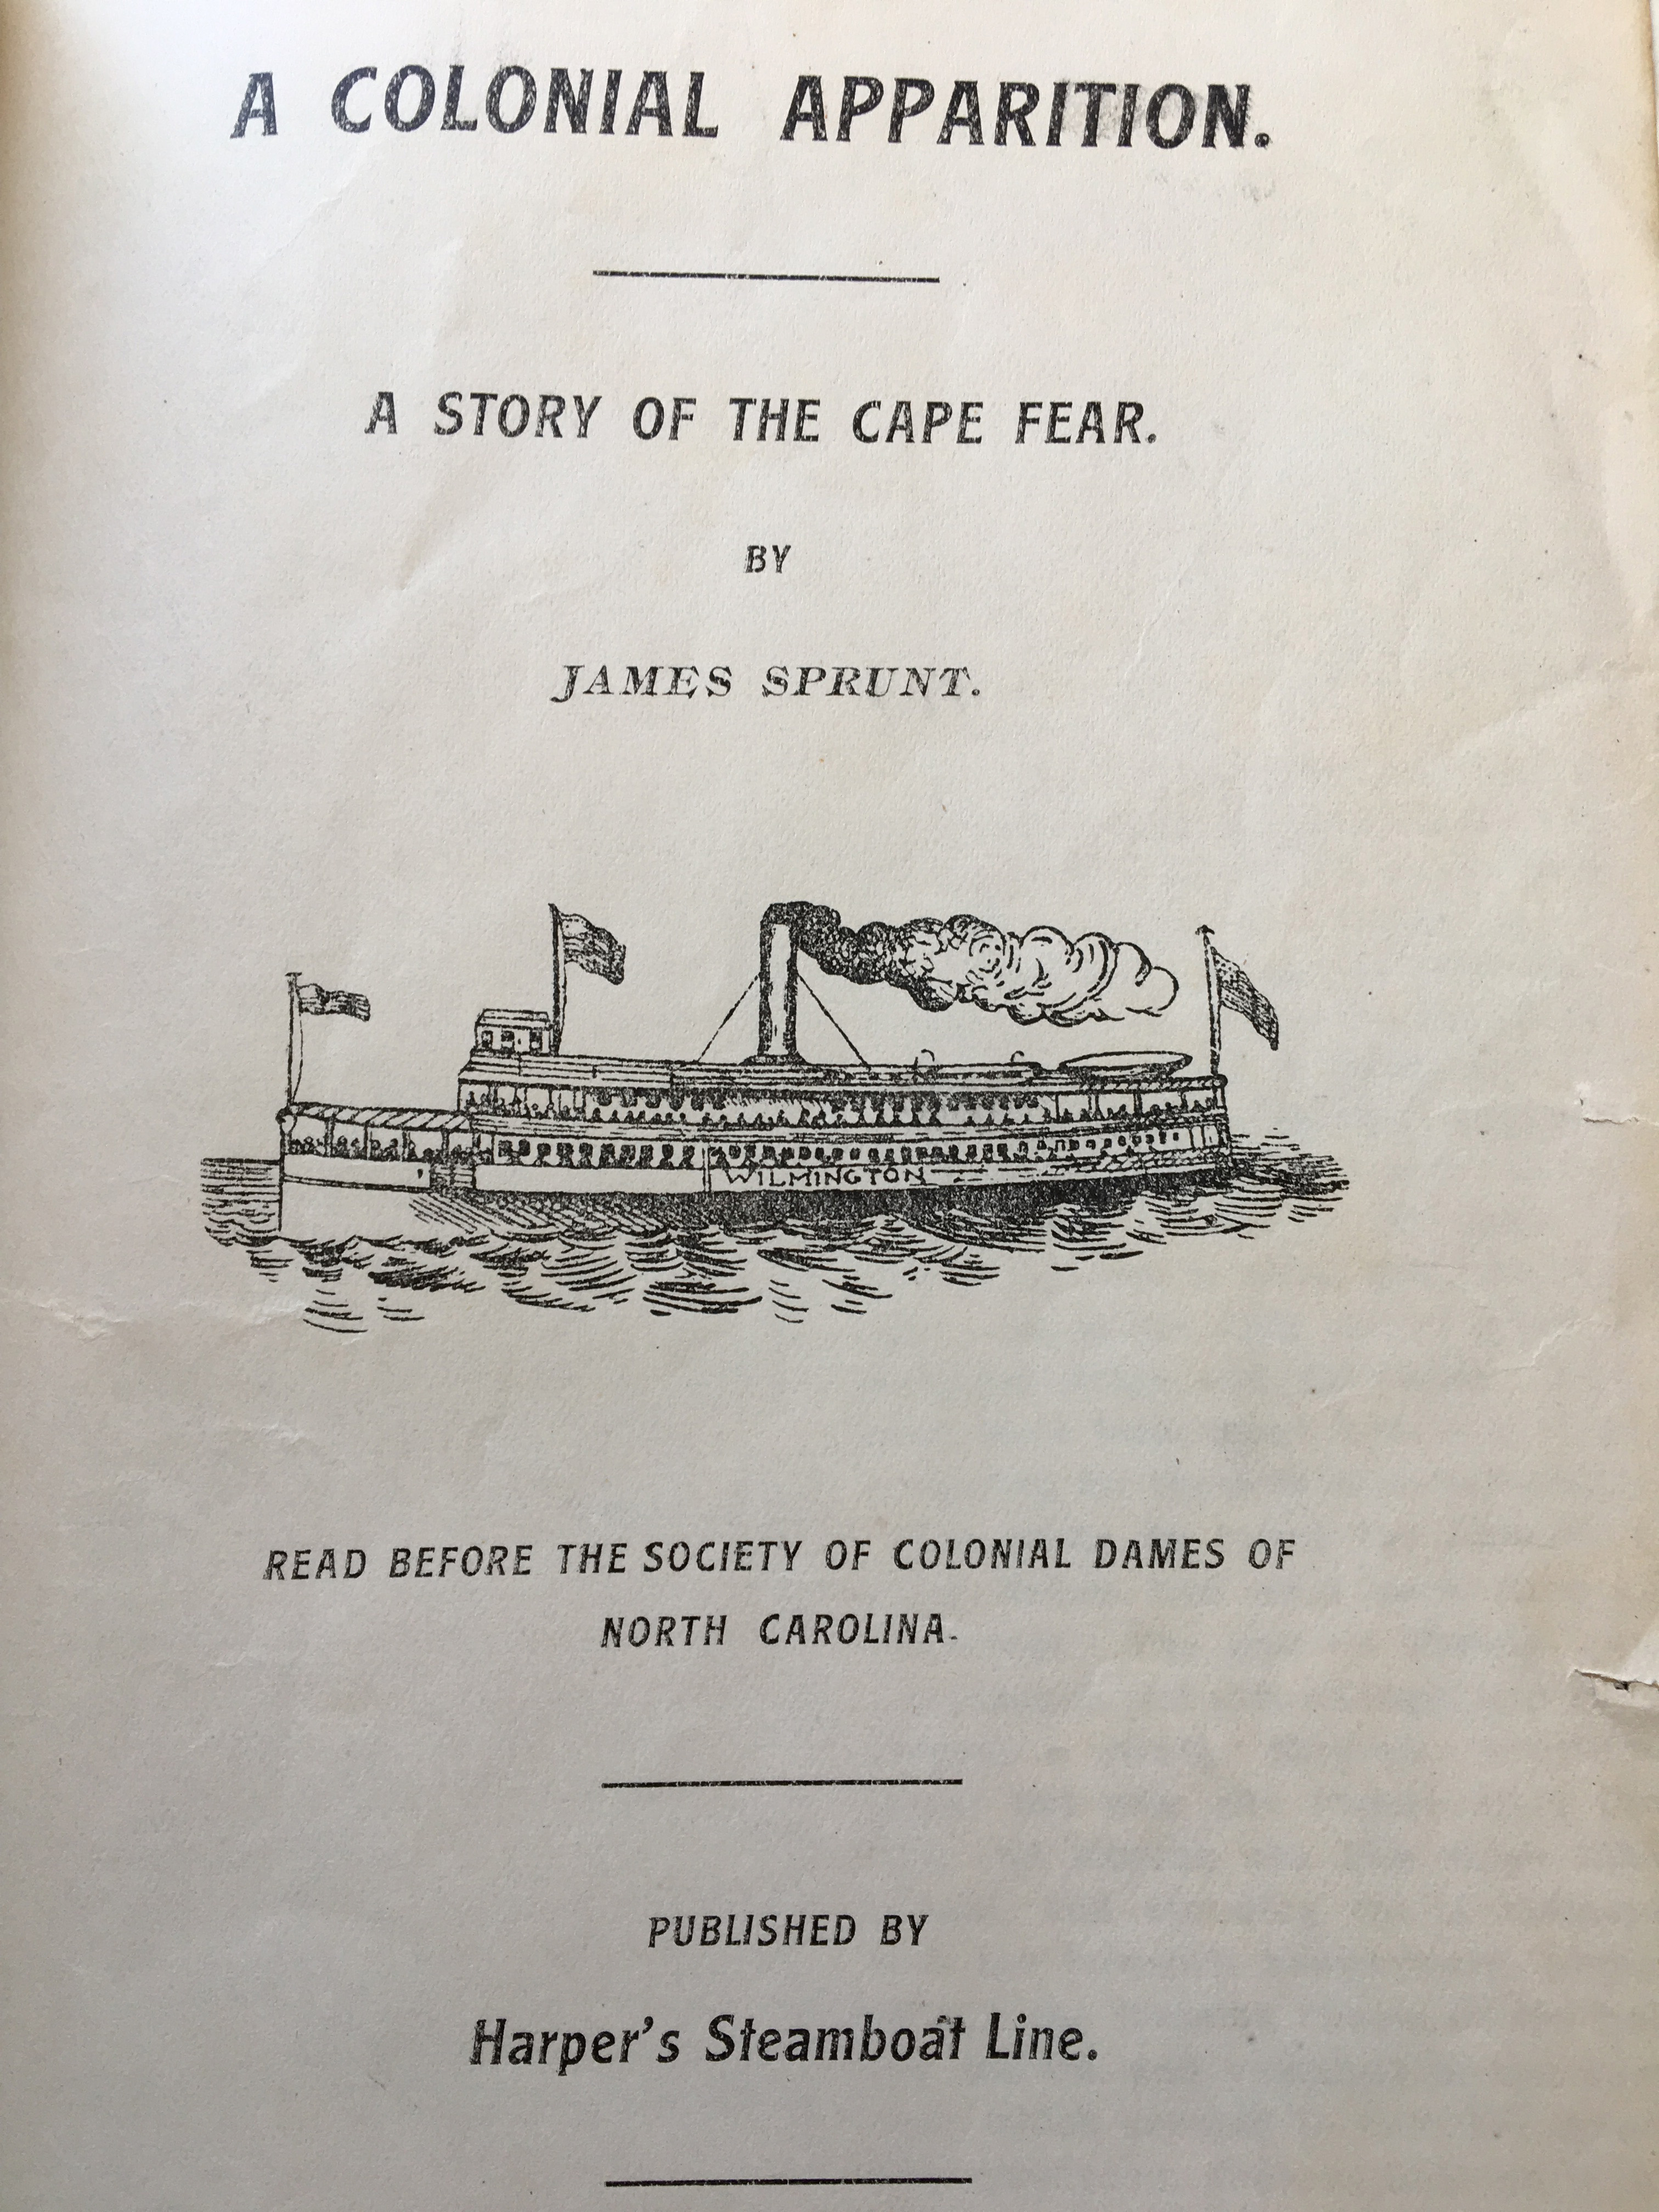 A COLONIAL APPARITION.
A STORY OF THE CAPE FEAR.
BY
JAMES SPRUNT.
WILMINGTON
READ BEFORE THE SOCIETY OF COLONIAL DAMES OF
NORTH CAROLINA.
PUBLISHED BY
Harper's Steamboat Line.